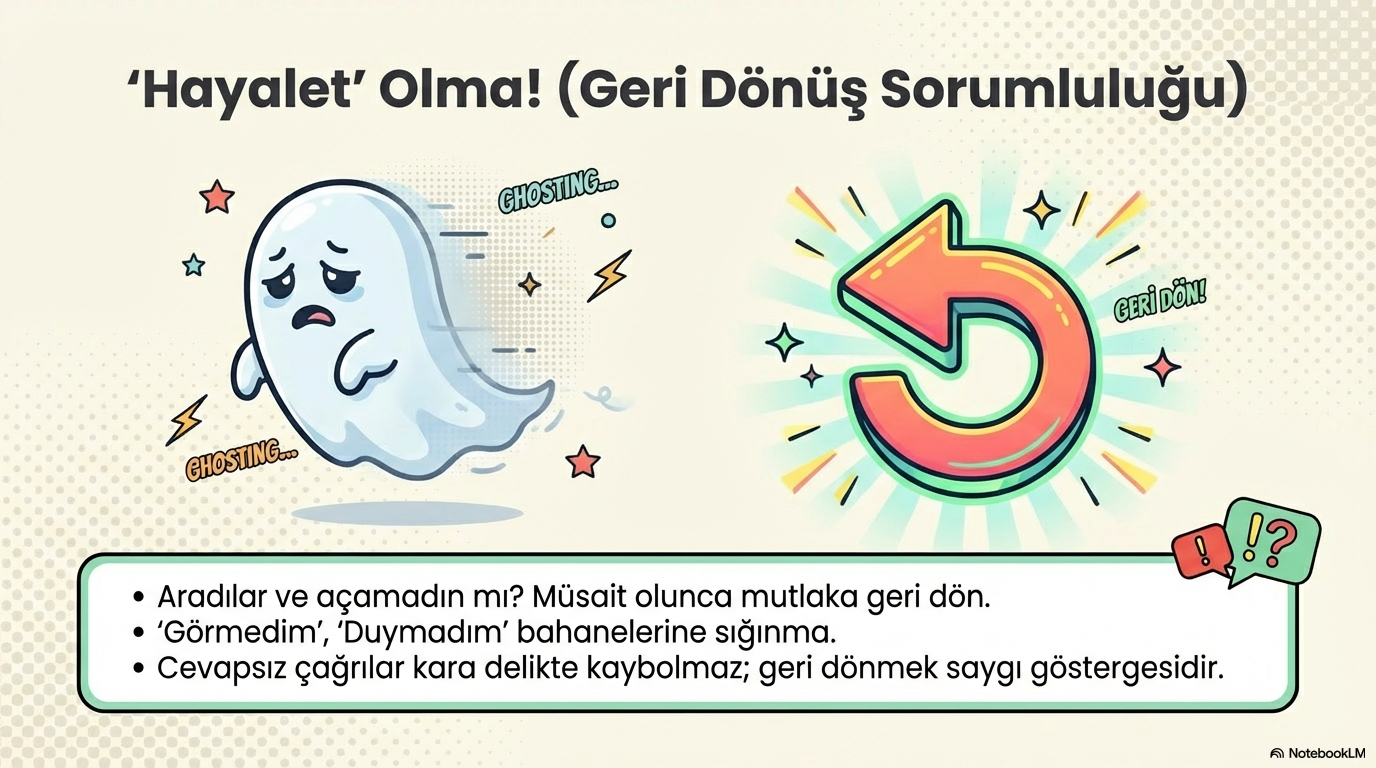 ‘Hayalet’ Olma! (Geri Dönüş Sorumluluğu)
GHOSTING...
GHOSTING...
GERİ DÖN!
!
!?
• Aradılar ve açamadın mı? Müsait olunca mutlaka geri dön.
• ‘Görmedim’, ‘Duymadım’ bahanelerine sığınma.
• Cevapsız çağrılar kara delikte kaybolmaz; geri dönmek saygı göstergesidir.
NotebookLM